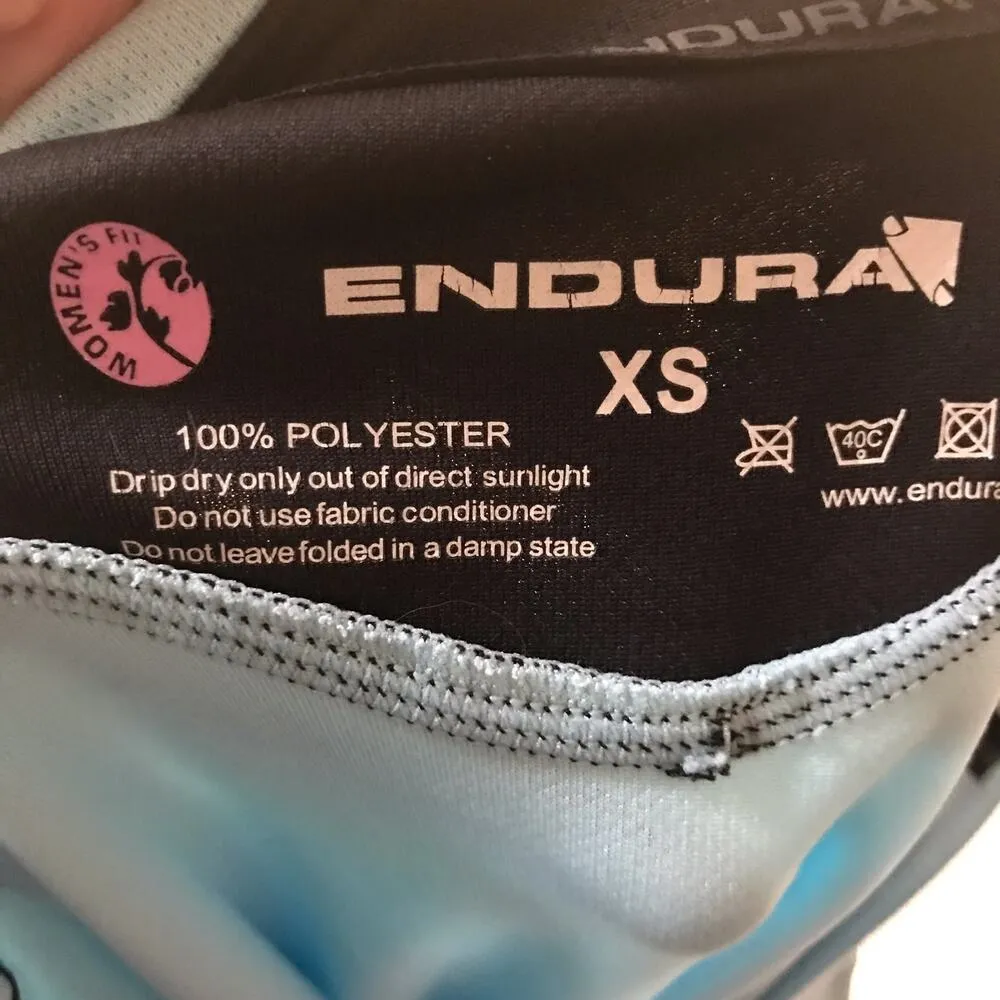 ENDURA
WOMEN'S FIT
ENDURA
XS
100% POLYESTER
Drip dry only out of direct sunlight
Do not use fabric conditioner
Do not leave folded in a damp state
40C
www.endura